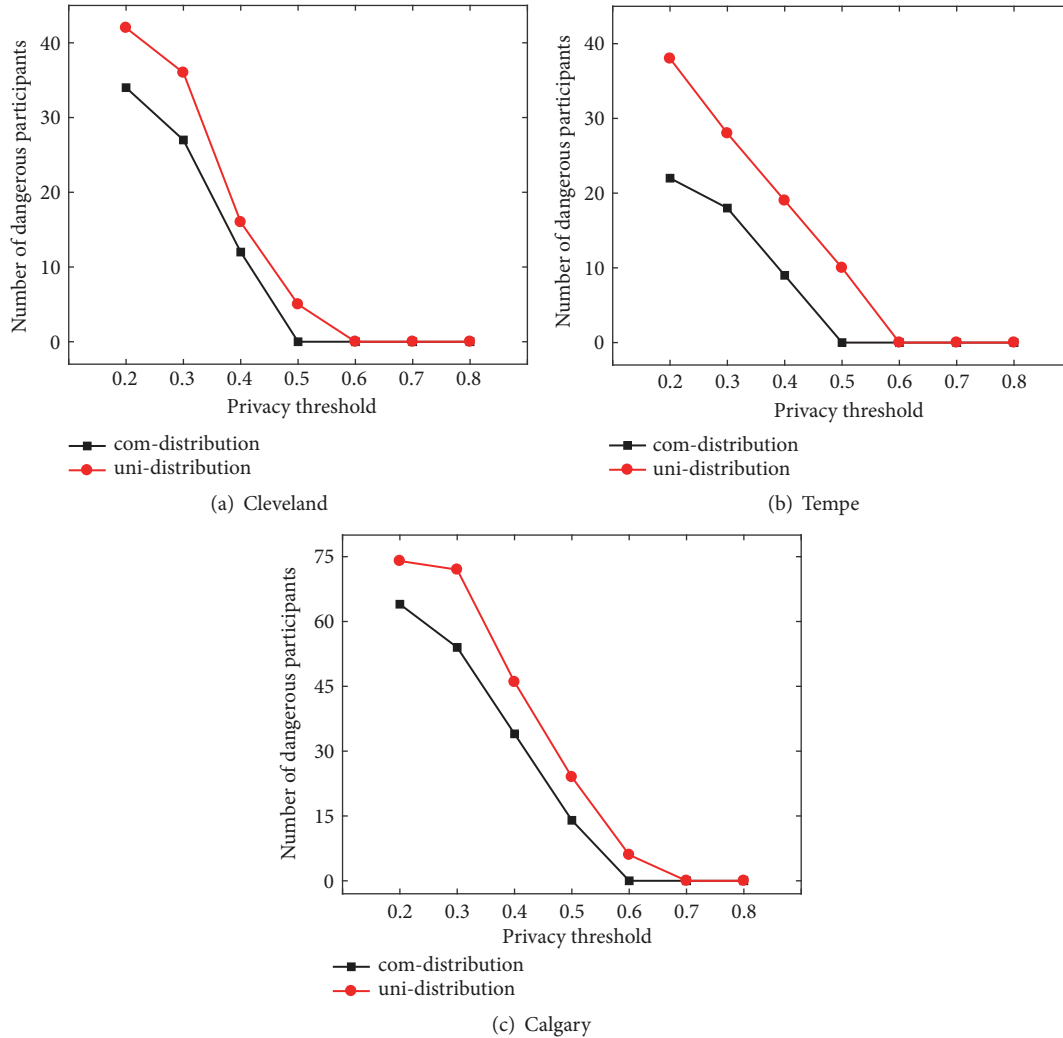 Number of dangerous participants
40
30
20
10
0
0.2 0.3 0.4 0.5 0.6 0.7 0.8
Privacy threshold
com-distribution
uni-distribution
(a) Cleveland
Number of dangerous participants
40
30
20
10
0
0.2 0.3 0.4 0.5 0.6 0.7 0.8
Privacy threshold
com-distribution
uni-distribution
(b) Tempe
Number of dangerous participants
75
60
45
30
15
0
0.2 0.3 0.4 0.5 0.6 0.7 0.8
Privacy threshold
com-distribution
uni-distribution
(c) Calgary